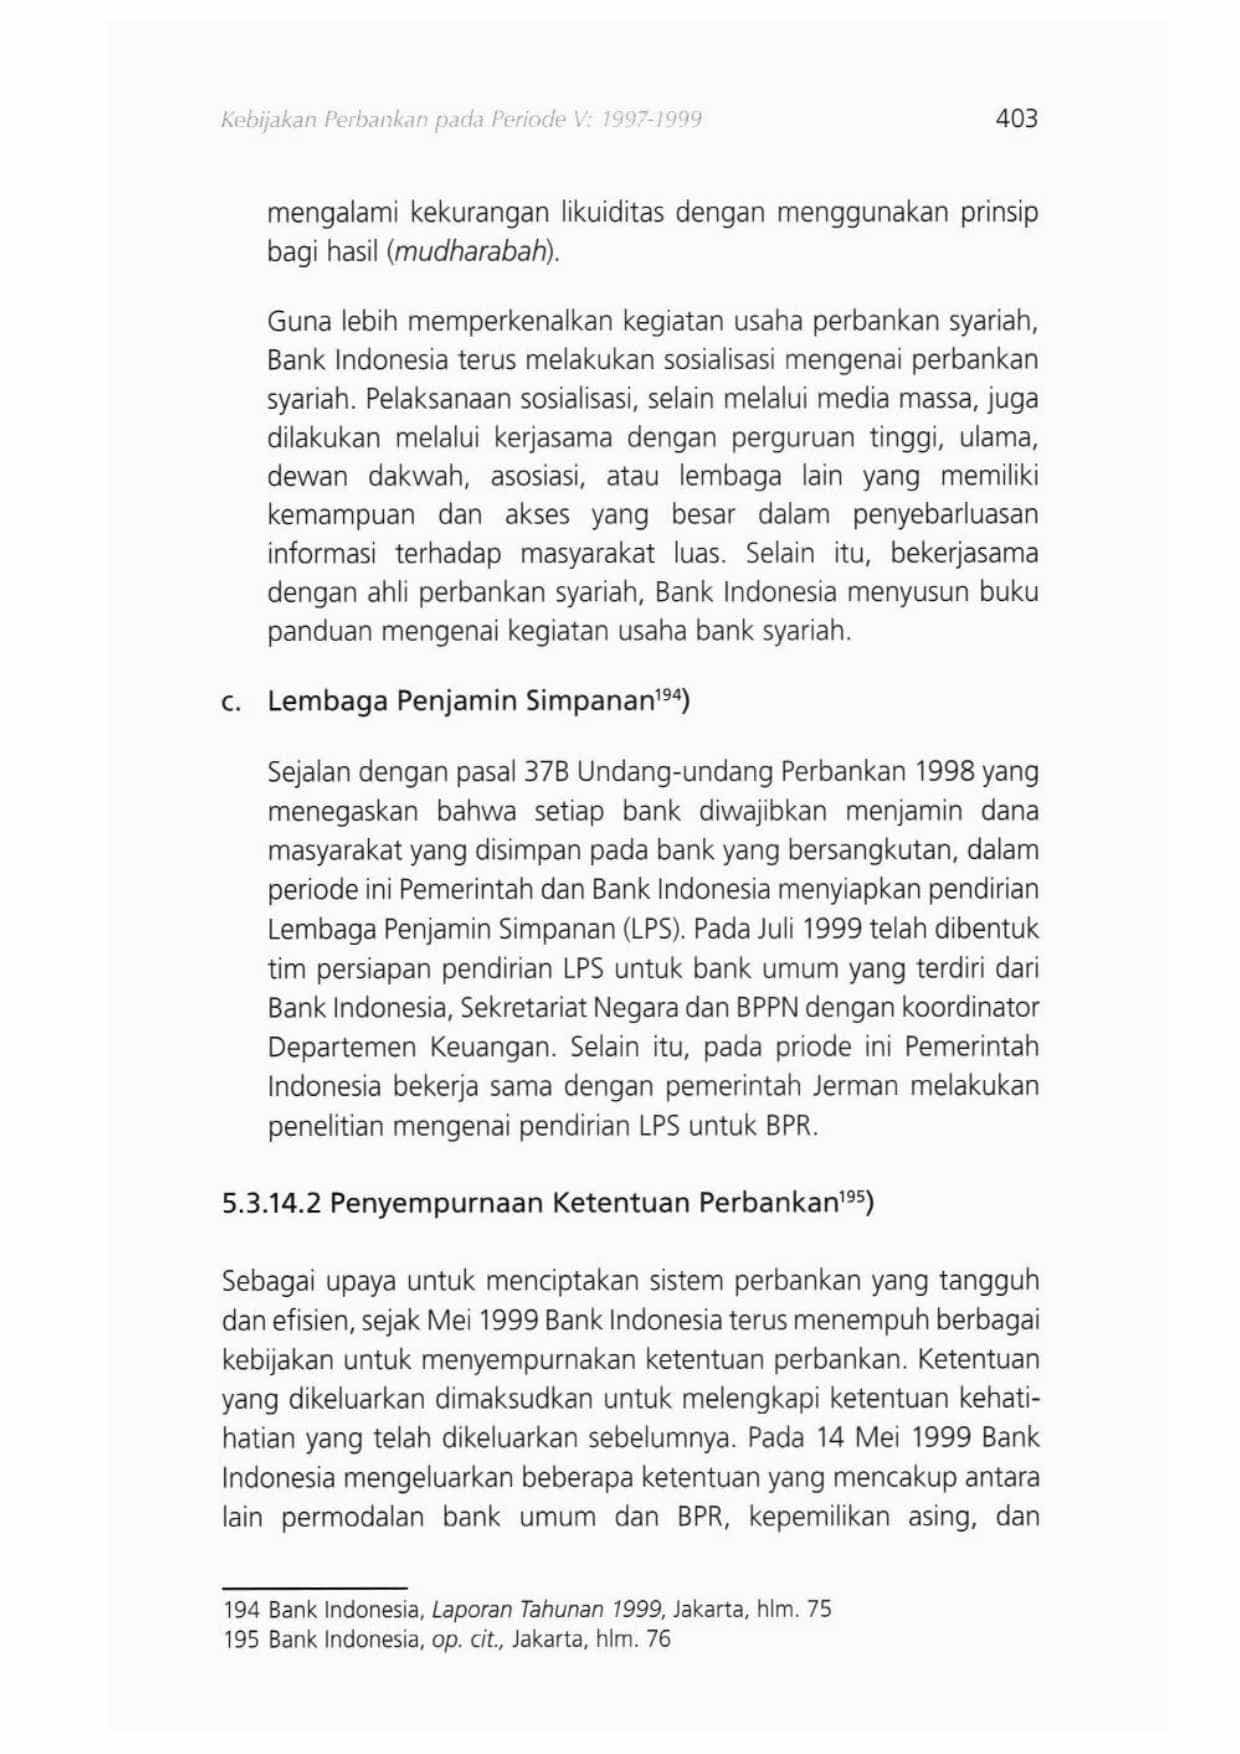 Kebijakan Perbankan pada Periode V: 1997-1999 403
mengalami kekurangan likuiditas dengan menggunakan prinsip
bagi hasil (mudharabah).
Guna lebih memperkenalkan kegiatan usaha perbankan syariah,
Bank Indonesia terus melakukan sosialisasi mengenai perbankan
syariah. Pelaksanaan sosialisasi, selain melalui media massa, juga
dilakukan melalui kerjasama dengan perguruan tinggi, ulama,
dewan dakwah, asosiasi, atau lembaga lain yang memiliki
kemampuan dan akses yang besar dalam penyebarluasan
informasi terhadap masyarakat luas. Selain itu, bekerjasama
dengan ahli perbankan syariah, Bank Indonesia menyusun buku
panduan mengenai kegiatan usaha bank syariah.
c. Lembaga Penjamin Simpanan¹⁹⁴)
Sejalan dengan pasal 37B Undang-undang Perbankan 1998 yang
menegaskan bahwa setiap bank diwajibkan menjamin dana
masyarakat yang disimpan pada bank yang bersangkutan, dalam
periode ini Pemerintah dan Bank Indonesia menyiapkan pendirian
Lembaga Penjamin Simpanan (LPS). Pada Juli 1999 telah dibentuk
tim persiapan pendirian LPS untuk bank umum yang terdiri dari
Bank Indonesia, Sekretariat Negara dan BPPN dengan koordinator
Departemen Keuangan. Selain itu, pada priode ini Pemerintah
Indonesia bekerja sama dengan pemerintah Jerman melakukan
penelitian mengenai pendirian LPS untuk BPR.
5.3.14.2 Penyempurnaan Ketentuan Perbankan¹⁹⁵)
Sebagai upaya untuk menciptakan sistem perbankan yang tangguh
dan efisien, sejak Mei 1999 Bank Indonesia terus menempuh berbagai
kebijakan untuk menyempurnakan ketentuan perbankan. Ketentuan
yang dikeluarkan dimaksudkan untuk melengkapi ketentuan kehati-
hatian yang telah dikeluarkan sebelumnya. Pada 14 Mei 1999 Bank
Indonesia mengeluarkan beberapa ketentuan yang mencakup antara
lain permodalan bank umum dan BPR, kepemilikan asing, dan
194 Bank Indonesia, Laporan Tahunan 1999, Jakarta, hlm. 75
195 Bank Indonesia, op. cit., Jakarta, hlm. 76